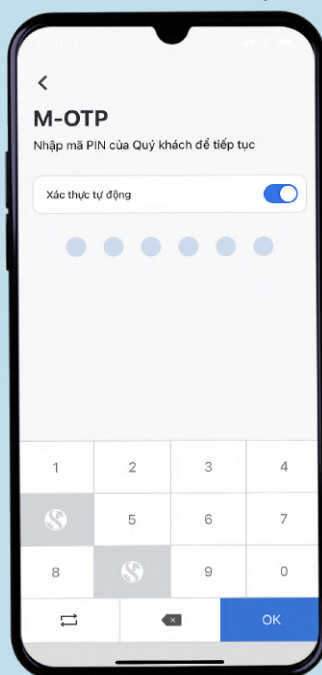 M-OTP
Nhập mã PIN của Quý khách để tiếp tục
Xác thực tự động
1 2 3 4
5 6 7
8 9 0
OK